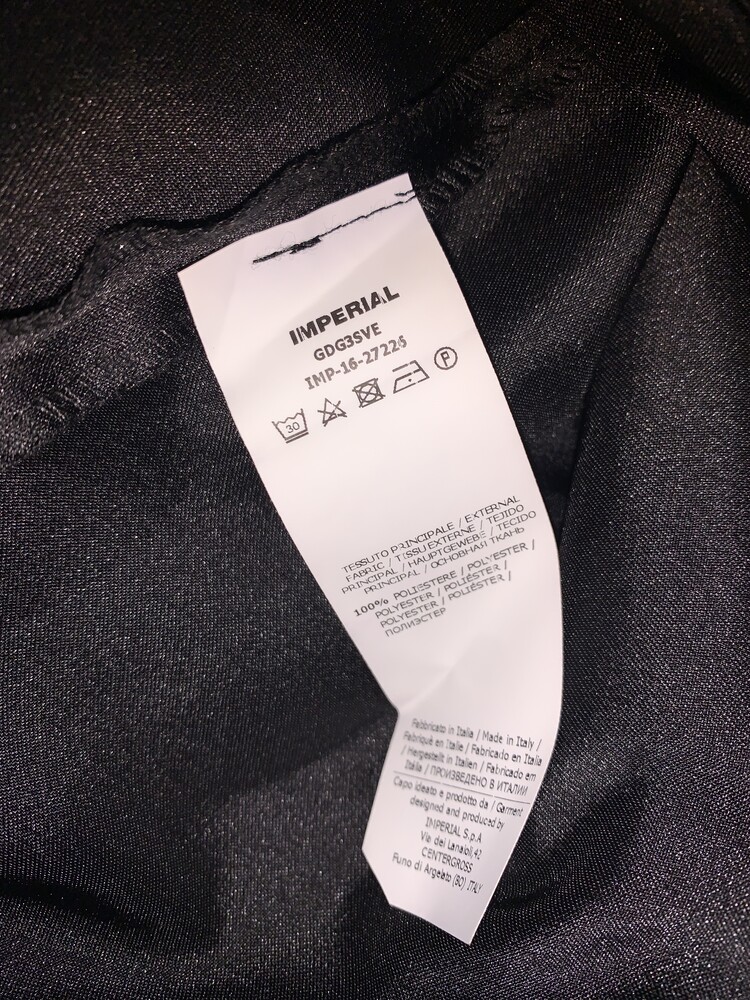 IMPERIAL
GDG3SVE
IMP-16-27226
30
P
TESSUTO PRINCIPALE / EXTERNAL
FABRIC / TISSU EXTERNE / TEJIDO
PRINCIPAL / HAUPTGEWEBE / TECIDO
PRINCIPAL / ОСНОВНАЯ ТКАНЬ
100% POLIESTERE / POLYESTER /
POLYESTER / POLIÉSTER /
POLYESTER / POLIÉSTER /
ПОЛИЭСТЕР
Fabbricato in Italia / Made in Italy /
Fabriqué en Italie / Fabricado en Italia
/ Hergestellt in Italien / Fabricado em
Itália / ПРОИЗВЕДЕНО В ИТАЛИИ
Capo ideato e prodotto da / Garment
designed and produced by
IMPERIAL S.p.A
Via dei Lanaioli,42
CENTERGROSS
Funo di Argelato (BO) ITALY